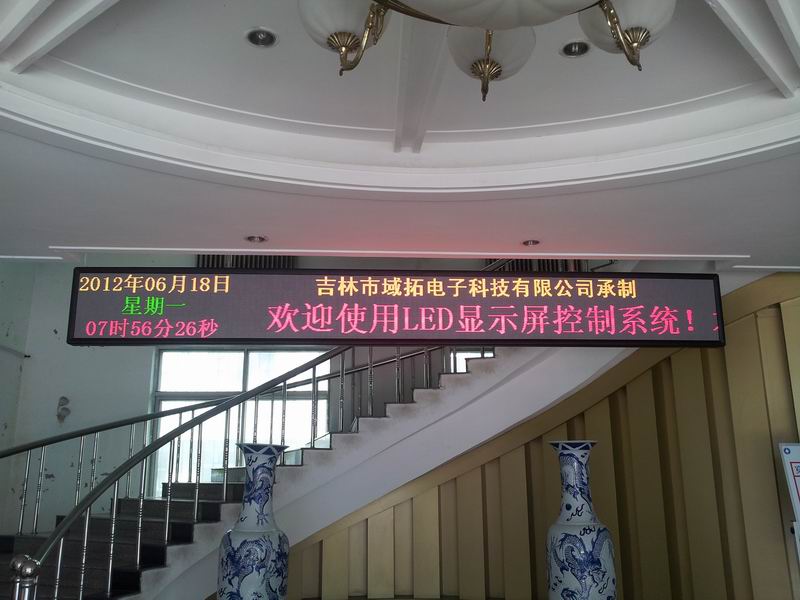 2012年06月18日
星期一
07时56分26秒
吉林市域拓电子科技有限公司承制
欢迎使用LED显示屏控制系统！